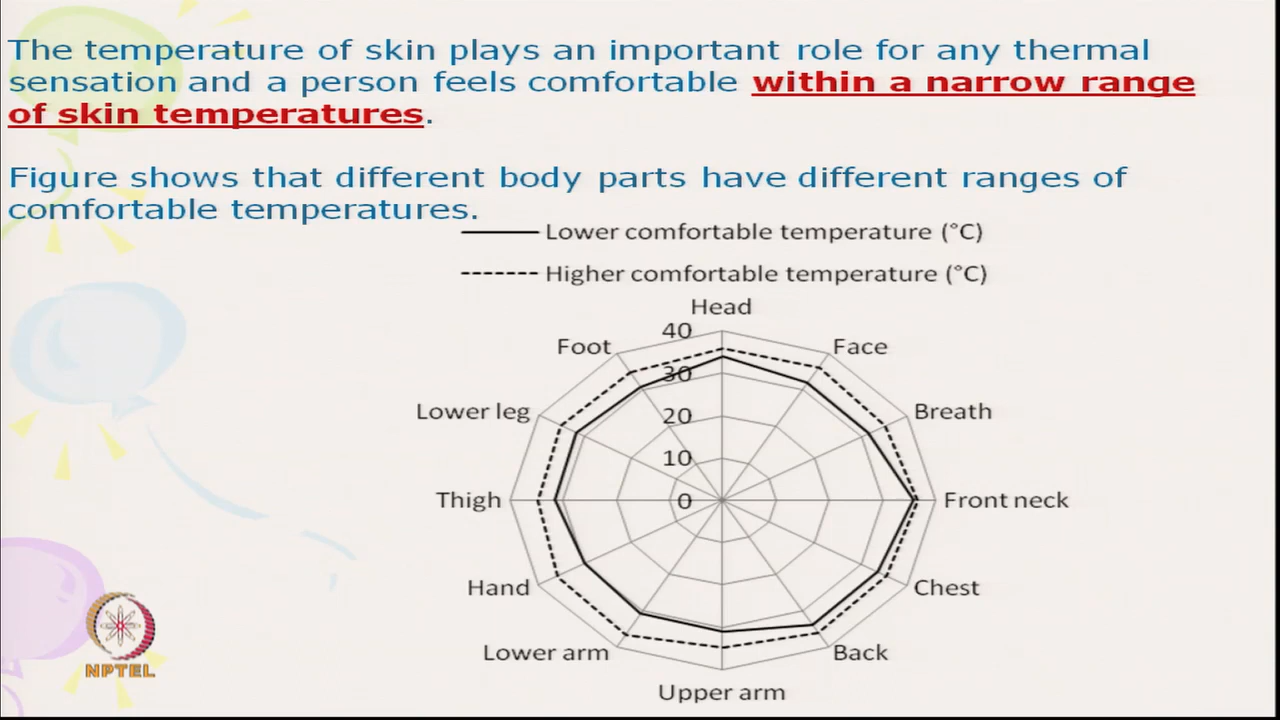 The temperature of skin plays an important role for any thermal
sensation and a person feels comfortable within a narrow range
of skin temperatures.
Figure shows that different body parts have different ranges of
comfortable temperatures.
Lower comfortable temperature (°C)
Higher comfortable temperature (°C)
Head
40
Foot
Face
30
Lower leg
20
Breath
10
Thigh
0
Front neck
Hand
Chest
Lower arm
Back
Upper arm
NPTEL